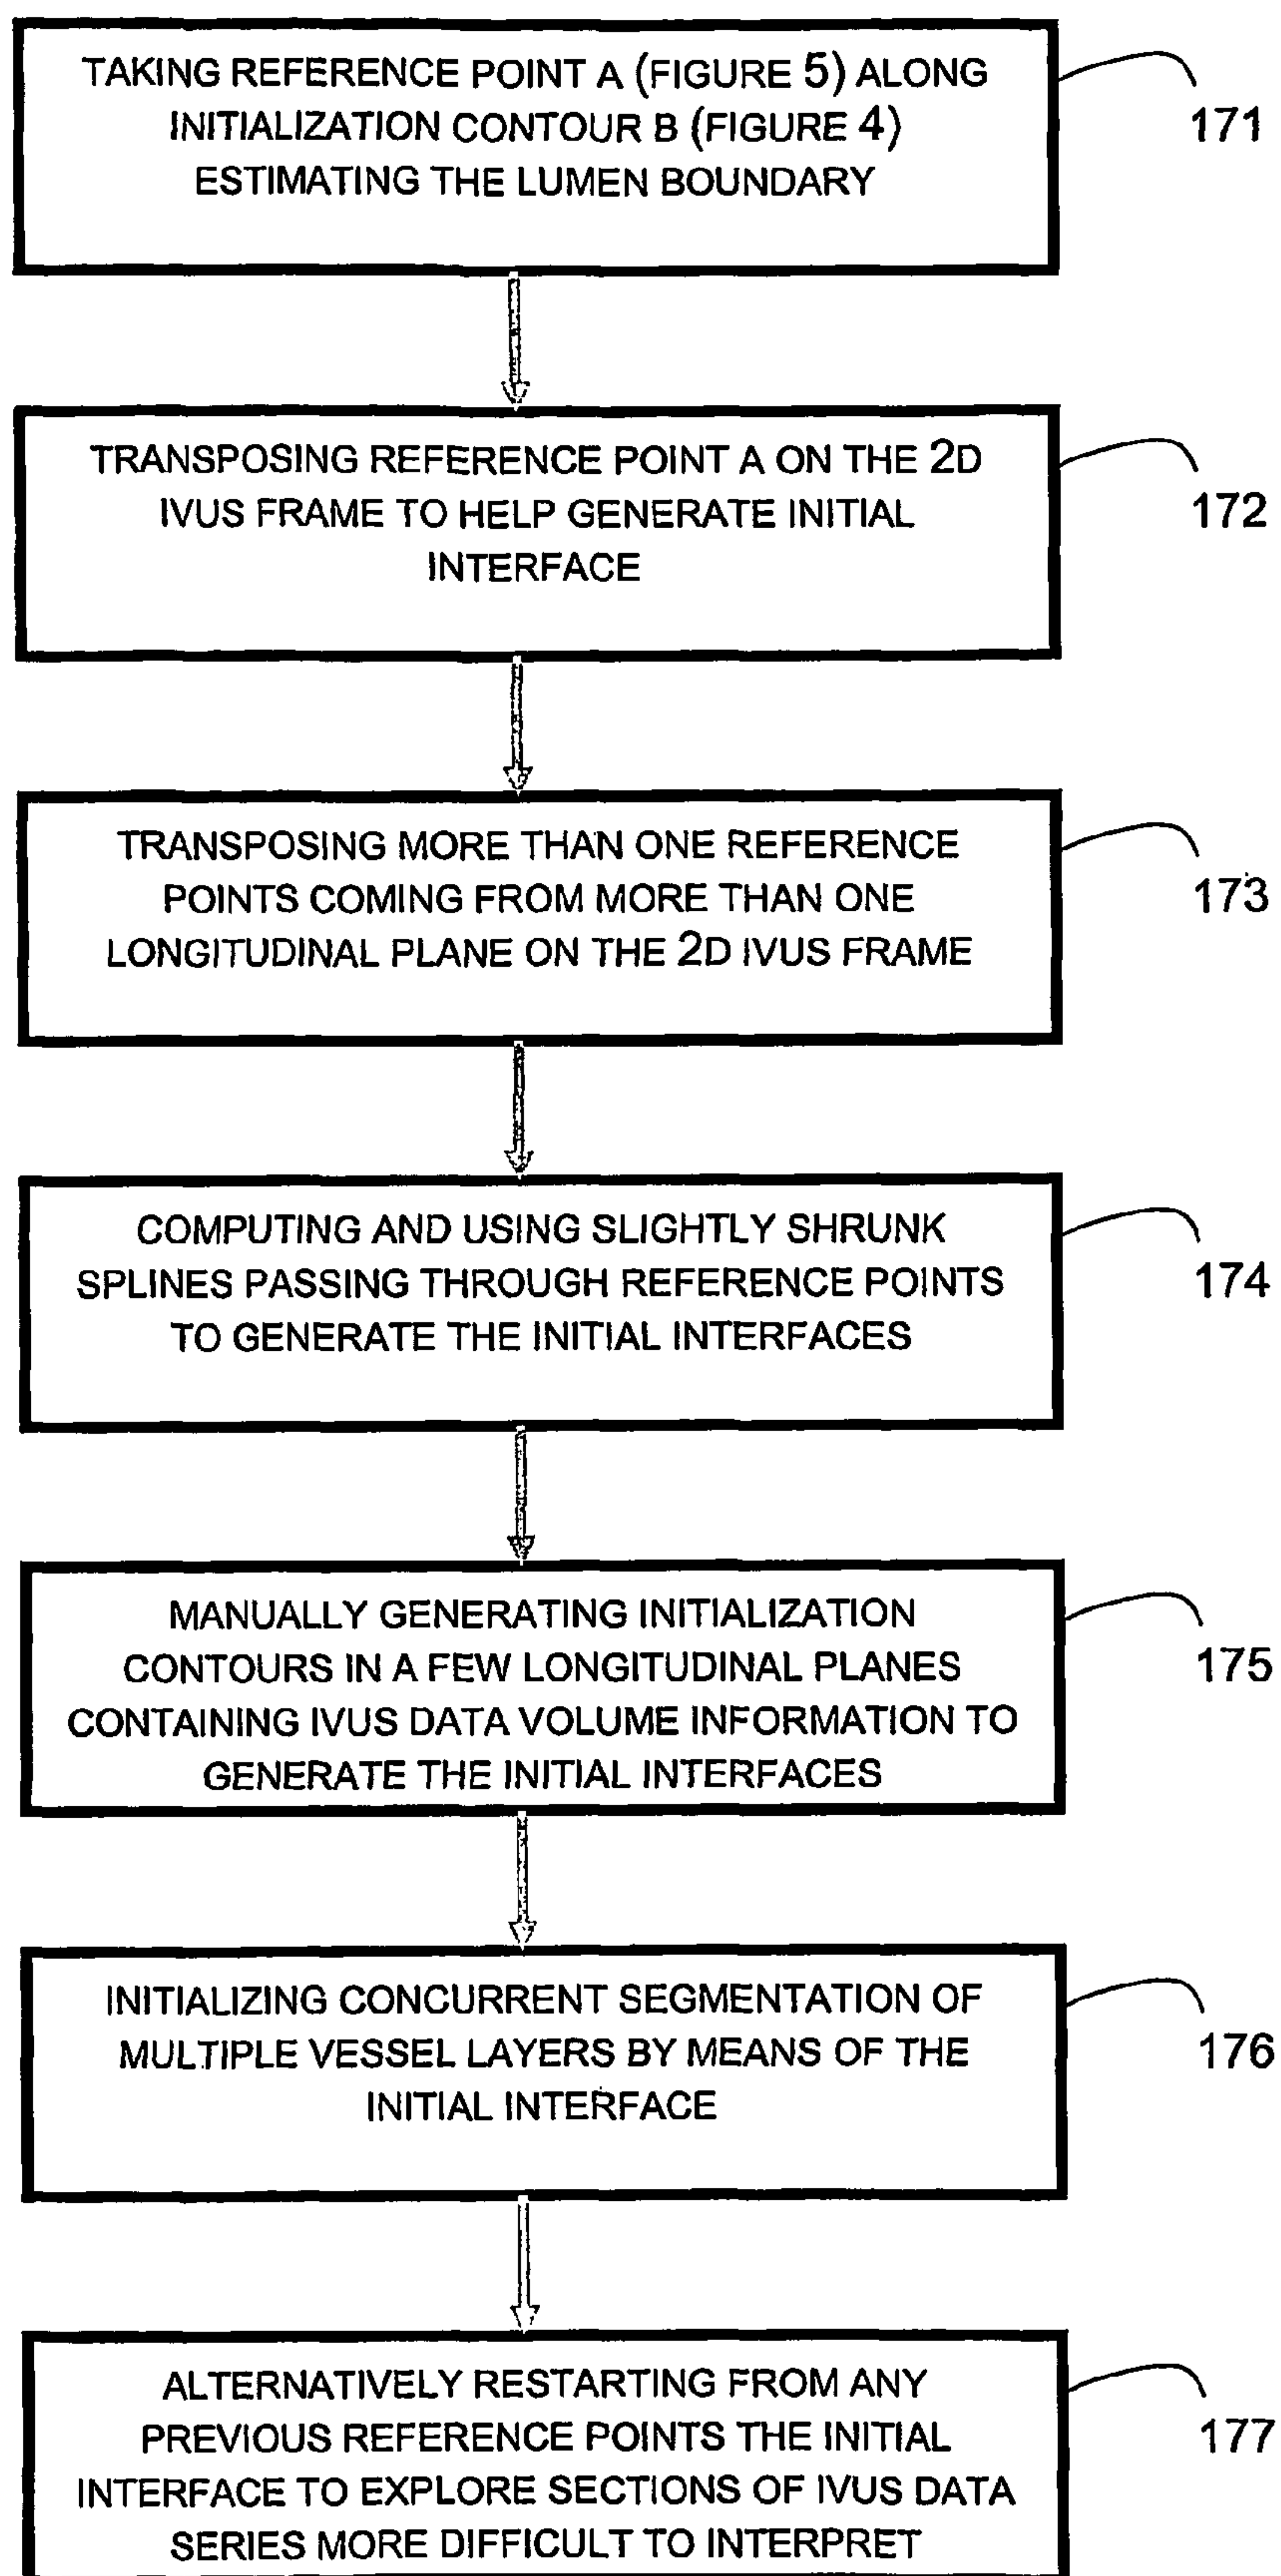 TAKING REFERENCE POINT A (FIGURE 5) ALONG
INITIALIZATION CONTOUR B (FIGURE 4)
ESTIMATING THE LUMEN BOUNDARY
171
TRANSPOSING REFERENCE POINT A ON THE 2D
IVUS FRAME TO HELP GENERATE INITIAL
INTERFACE
172
TRANSPOSING MORE THAN ONE REFERENCE
POINTS COMING FROM MORE THAN ONE
LONGITUDINAL PLANE ON THE 2D IVUS FRAME
173
COMPUTING AND USING SLIGHTLY SHRUNK
SPLINES PASSING THROUGH REFERENCE POINTS
TO GENERATE THE INITIAL INTERFACES
174
MANUALLY GENERATING INITIALIZATION
CONTOURS IN A FEW LONGITUDINAL PLANES
CONTAINING IVUS DATA VOLUME INFORMATION TO
GENERATE THE INITIAL INTERFACES
175
INITIALIZING CONCURRENT SEGMENTATION OF
MULTIPLE VESSEL LAYERS BY MEANS OF THE
INITIAL INTERFACE
176
ALTERNATIVELY RESTARTING FROM ANY
PREVIOUS REFERENCE POINTS THE INITIAL
INTERFACE TO EXPLORE SECTIONS OF IVUS DATA
SERIES MORE DIFFICULT TO INTERPRET
177